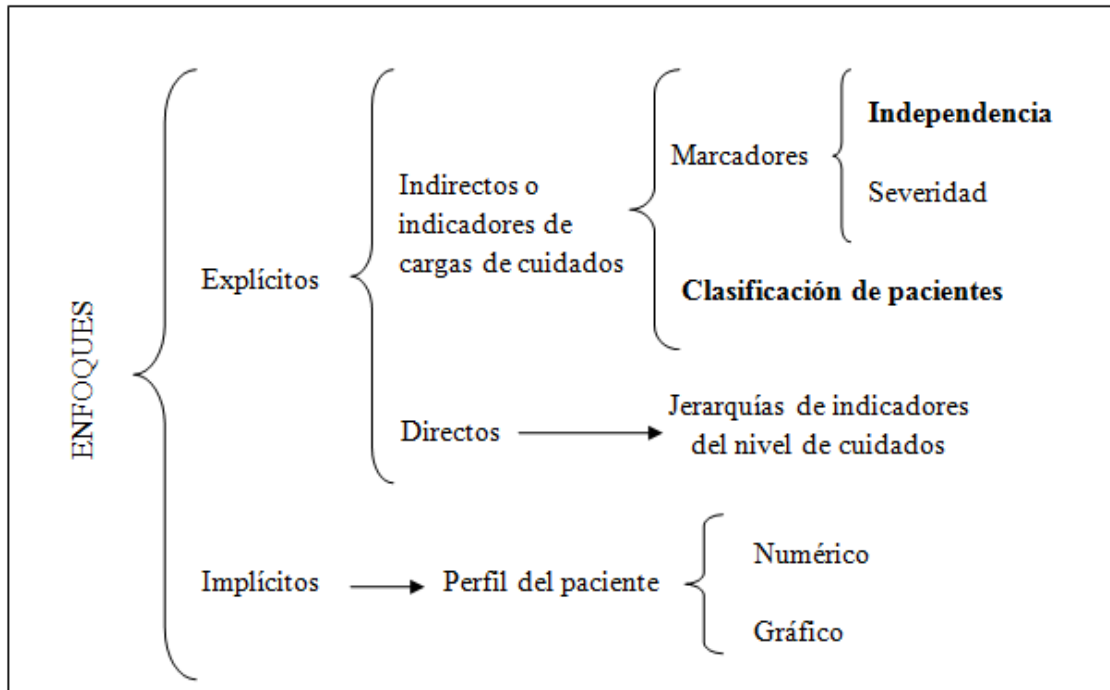 ENFOQUES
Explícitos
Indirectos o
indicadores de
cargas de cuidados
Marcadores
Independencia
Severidad
Clasificación de pacientes
Directos
Jerarquías de indicadores
del nivel de cuidados
Implícitos
Perfil del paciente
Numérico
Gráfico